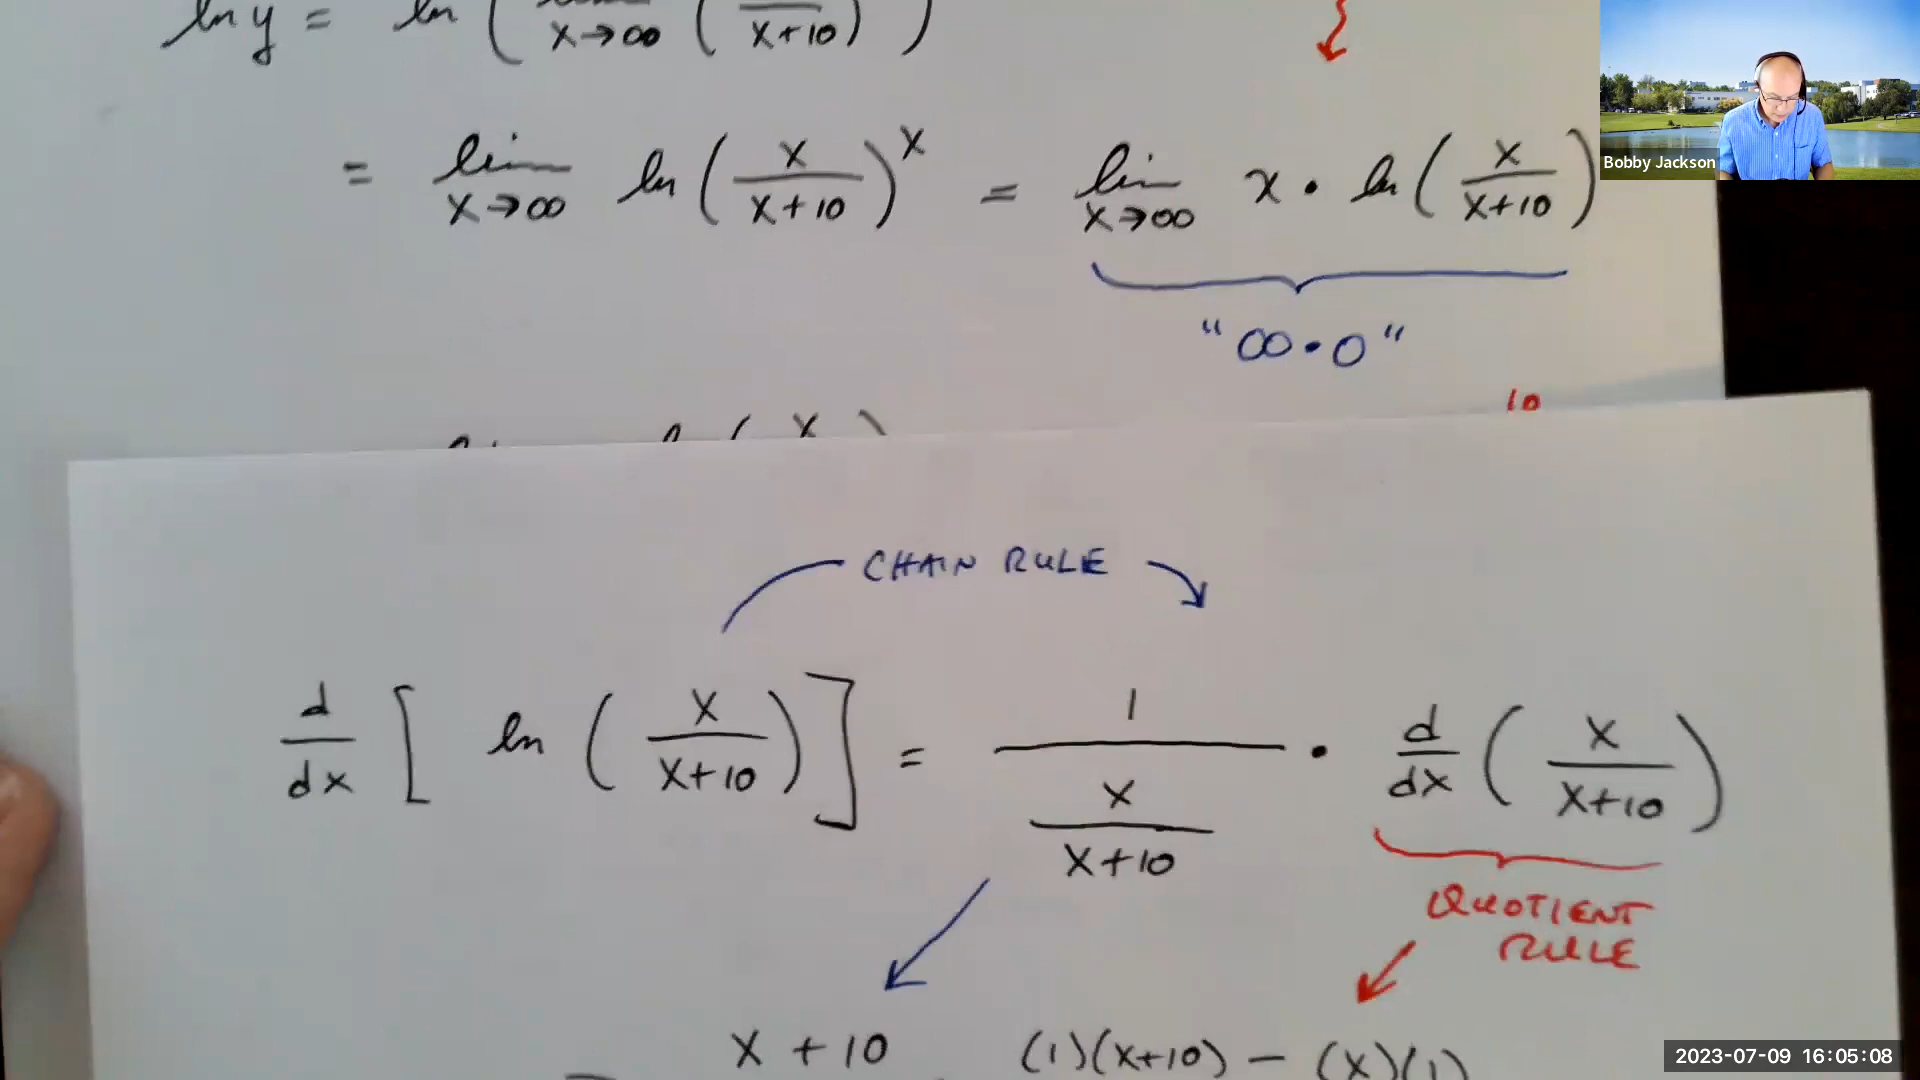 ln y = ln ( x→∞ ( x+10 ) )
= lim x→∞ ln ( x / x+10 )^x = lim x→∞ x • ln ( x / x+10 )
Bobby Jackson
"∞•0"
10
( x )
CHAIN RULE
d/dx [ ln ( x / x+10 ) ] = 1 / ( x / x+10 ) • d/dx ( x / x+10 )
QUOTIENT
RULE
x + 10 (1)(x+10) - (x)(1)
2023-07-09 16:05:08